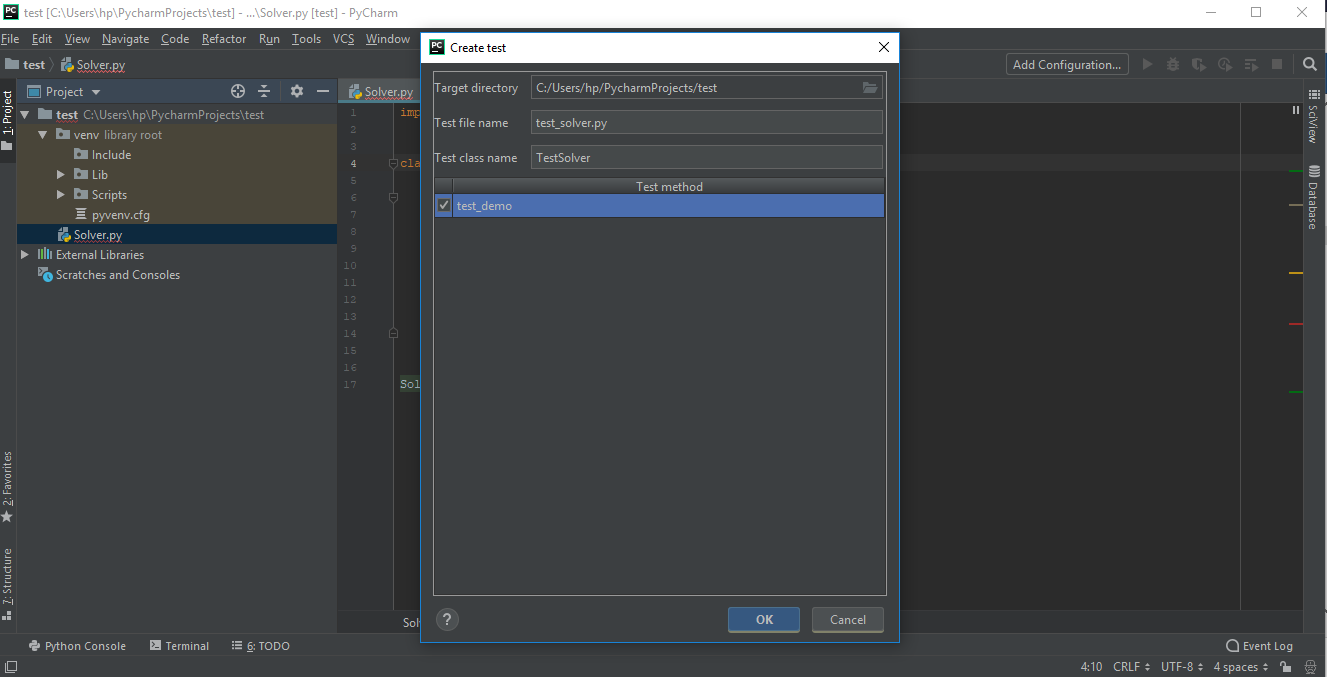 test [C:\Users\hp\PycharmProjects\test] - ...\Solver.py [test] - PyCharm
File Edit View Navigate Code Refactor Run Tools VCS Window
test Solver.py
Add Configuration...
Project
Solver.py
1: Project
test C:\Users\hp\PycharmProjects\test
venv library root
Include
Lib
Scripts
pyvenv.cfg
Solver.py
External Libraries
Scratches and Consoles
2: Favorites
7: Structure
1 imp
2
3
4 cla
5
6
7
8
9
10
11
12
13
14
15
16
17 Sol
Sol
PC Create test
Target directory C:/Users/hp/PycharmProjects/test
Test file name test_solver.py
Test class name TestSolver
Test method
test_demo
? OK Cancel
SciView
Database
Python Console Terminal 6: TODO Event Log
4:10 CRLF UTF-8 4 spaces